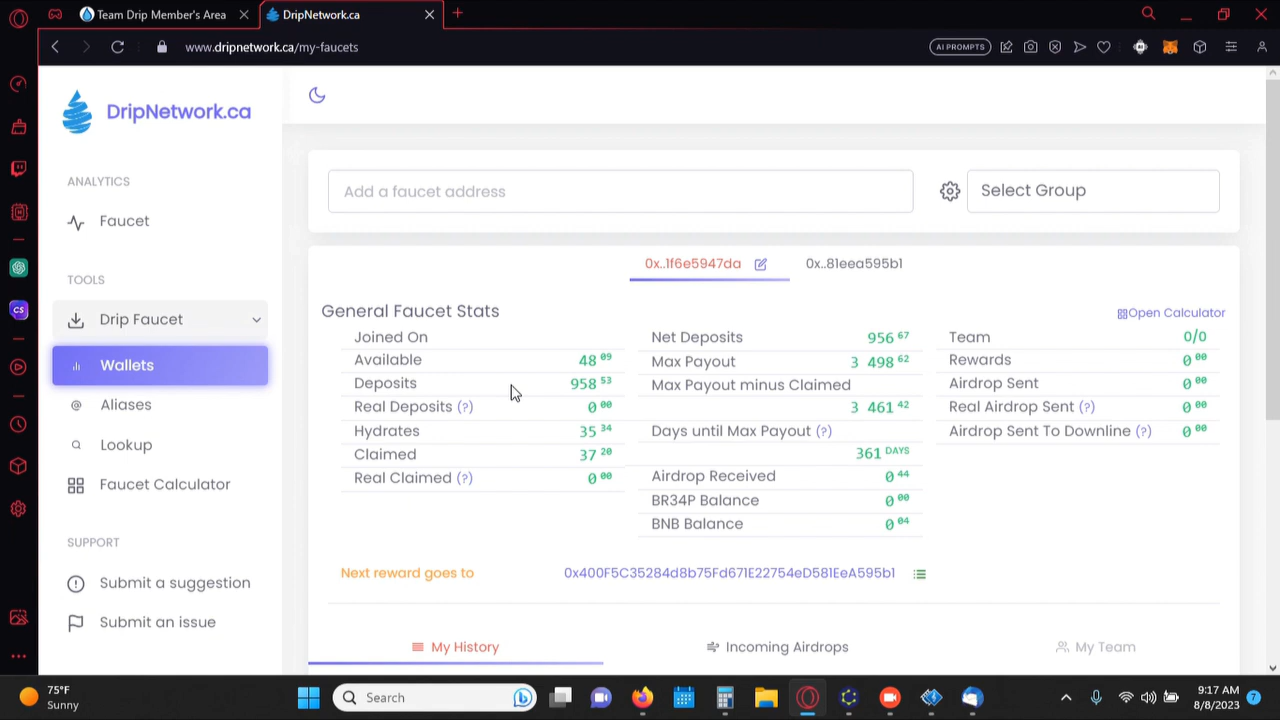 Team Drip Member's Area
DripNetwork.ca
www.dripnetwork.ca/my-faucets
AI PROMPTS
DripNetwork.ca
ANALYTICS
Faucet
TOOLS
Drip Faucet
Wallets
Aliases
Lookup
Faucet Calculator
SUPPORT
Submit a suggestion
Submit an issue
Add a faucet address
Select Group
0x..1f6e5947da
0x..81eea595b1
General Faucet Stats
Open Calculator
Joined On
Available 48 09
Deposits 958 53
Real Deposits (?) 0 00
Hydrates 35 34
Claimed 37 20
Real Claimed (?) 0 00
Net Deposits 956 67
Max Payout 3 498 62
Max Payout minus Claimed
3 461 42
Days until Max Payout (?)
361 DAYS
Airdrop Received 0 44
BR34P Balance 0 00
BNB Balance 0 04
Team 0/0
Rewards 0 00
Airdrop Sent 0 00
Real Airdrop Sent (?) 0 00
Airdrop Sent To Downline (?) 0 00
Next reward goes to 0x400F5C35284d8b75Fd671E22754eD581EeA595b1
My History
Incoming Airdrops
My Team
CS
75°F
Sunny
Search
9:17 AM
8/8/2023
7